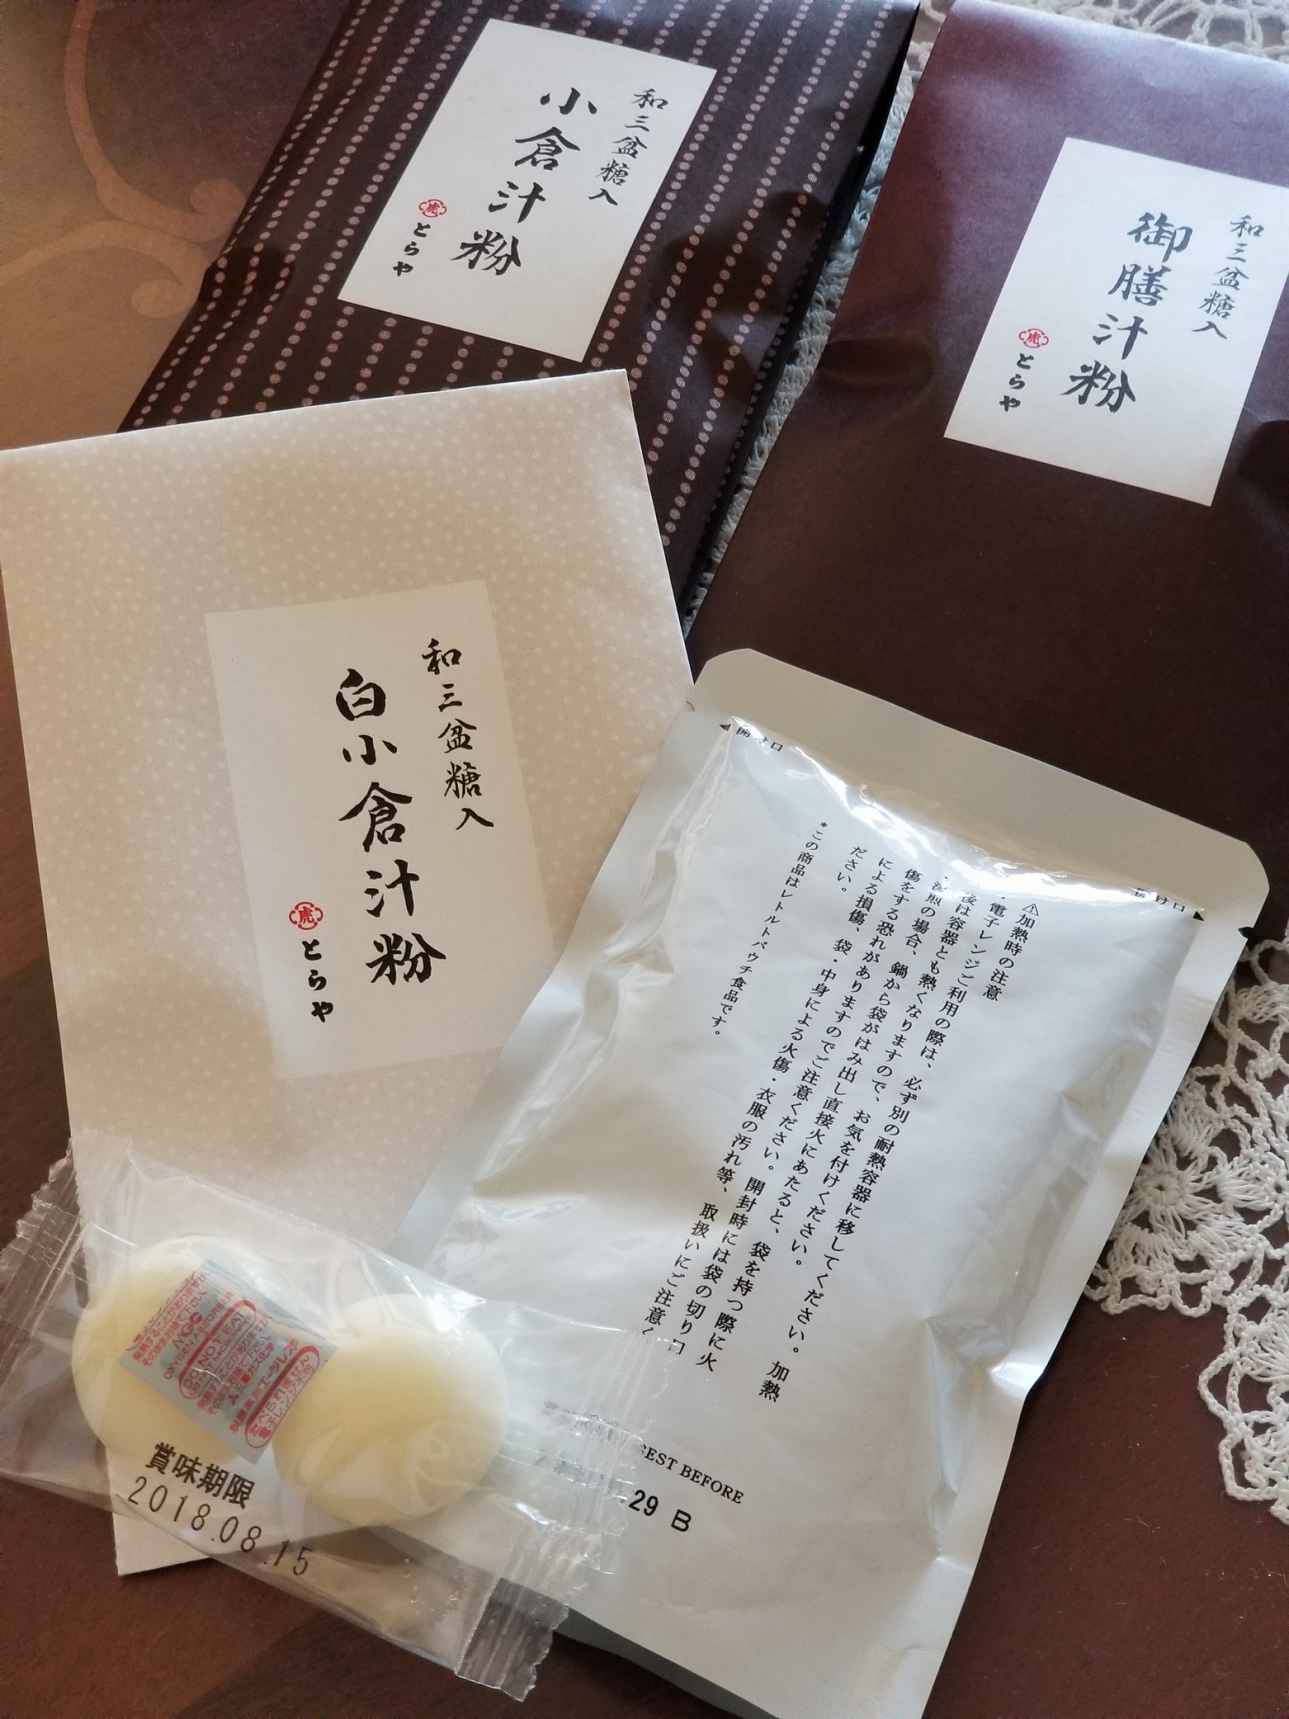 和三盆糖入
小倉汁粉
虎
とらや
和三盆糖入
御膳汁粉
虎
とらや
和三盆糖入
白小倉汁粉
虎
とらや
開け口
⚠加熱時の注意
・電子レンジご利用の際は、必ず別の耐熱容器に移してください。加熱
後は容器とも熱くなりますので、お気を付けください。
の場合、鍋から袋がはみ出し直接火にあたると、袋を持つ際に火
傷をする恐れがありますのでご注意ください。開封時には袋の切り口
による損傷、袋・中身による火傷・衣服の汚れ等、取扱いにご注意く
ださい。
*この商品はレトルトパウチ食品です。
BEST BEFORE
.29 B
賞味期限
2018.08.15